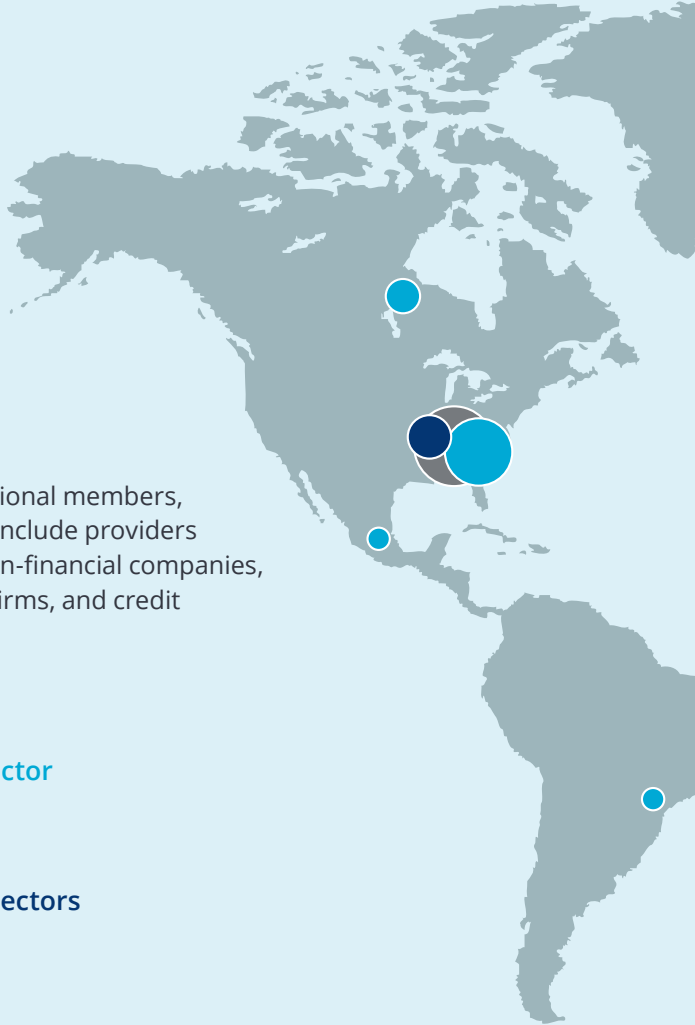 ional members,
nclude providers
n-financial companies,
irms, and credit
ctor
ectors